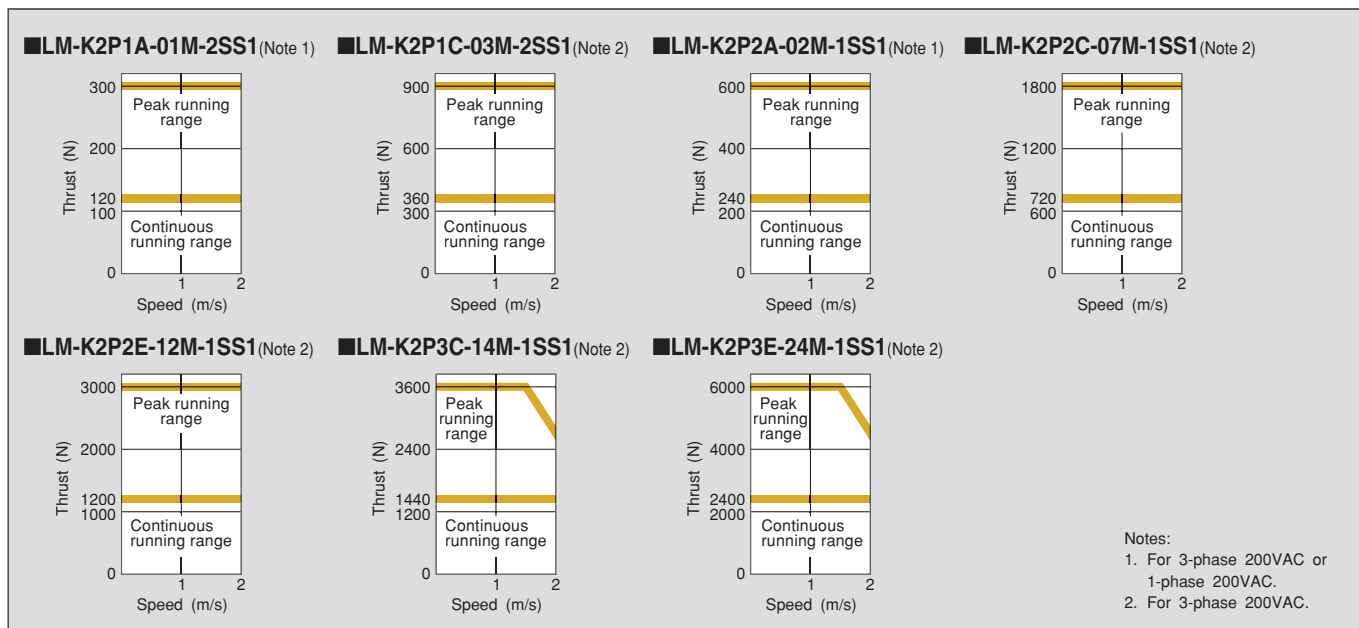 ■LM-K2P1A-01M-2SS1(Note 1)
300
200
120
100
0
Thrust (N)
Peak running
range
Continuous
running range
1 2
Speed (m/s)
■LM-K2P1C-03M-2SS1(Note 2)
900
600
360
300
0
Thrust (N)
Peak running
range
Continuous
running range
1 2
Speed (m/s)
■LM-K2P2A-02M-1SS1(Note 1)
600
400
240
200
0
Thrust (N)
Peak running
range
Continuous
running range
1 2
Speed (m/s)
■LM-K2P2C-07M-1SS1(Note 2)
1800
1200
720
600
0
Thrust (N)
Peak running
range
Continuous
running range
1 2
Speed (m/s)
■LM-K2P2E-12M-1SS1(Note 2)
3000
2000
1200
1000
0
Thrust (N)
Peak running
range
Continuous
running range
1 2
Speed (m/s)
■LM-K2P3C-14M-1SS1(Note 2)
3600
2400
1440
1200
0
Thrust (N)
Peak
running
range
Continuous
running range
1 2
Speed (m/s)
■LM-K2P3E-24M-1SS1(Note 2)
6000
4000
2400
2000
0
Thrust (N)
Peak
running
range
Continuous
running range
1 2
Speed (m/s)
Notes:
1. For 3-phase 200VAC or
1-phase 200VAC.
2. For 3-phase 200VAC.